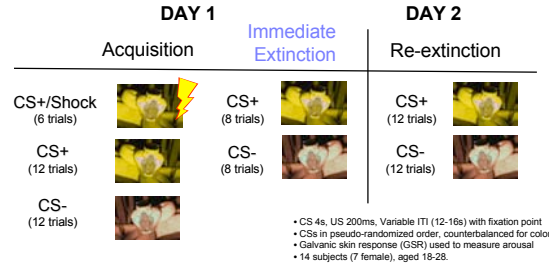 DAY 1
DAY 2
Acquisition
Immediate
Extinction
Re-extinction
CS+/Shock
(6 trials)
CS+
(8 trials)
CS+
(12 trials)
CS+
(12 trials)
CS-
(8 trials)
CS-
(12 trials)
CS-
(12 trials)
• CS 4s, US 200ms, Variable ITI (12-16s) with fixation point
• CSs in pseudo-randomized order, counterbalanced for color
• Galvanic skin response (GSR) used to measure arousal
• 14 subjects (7 female), aged 18-28.